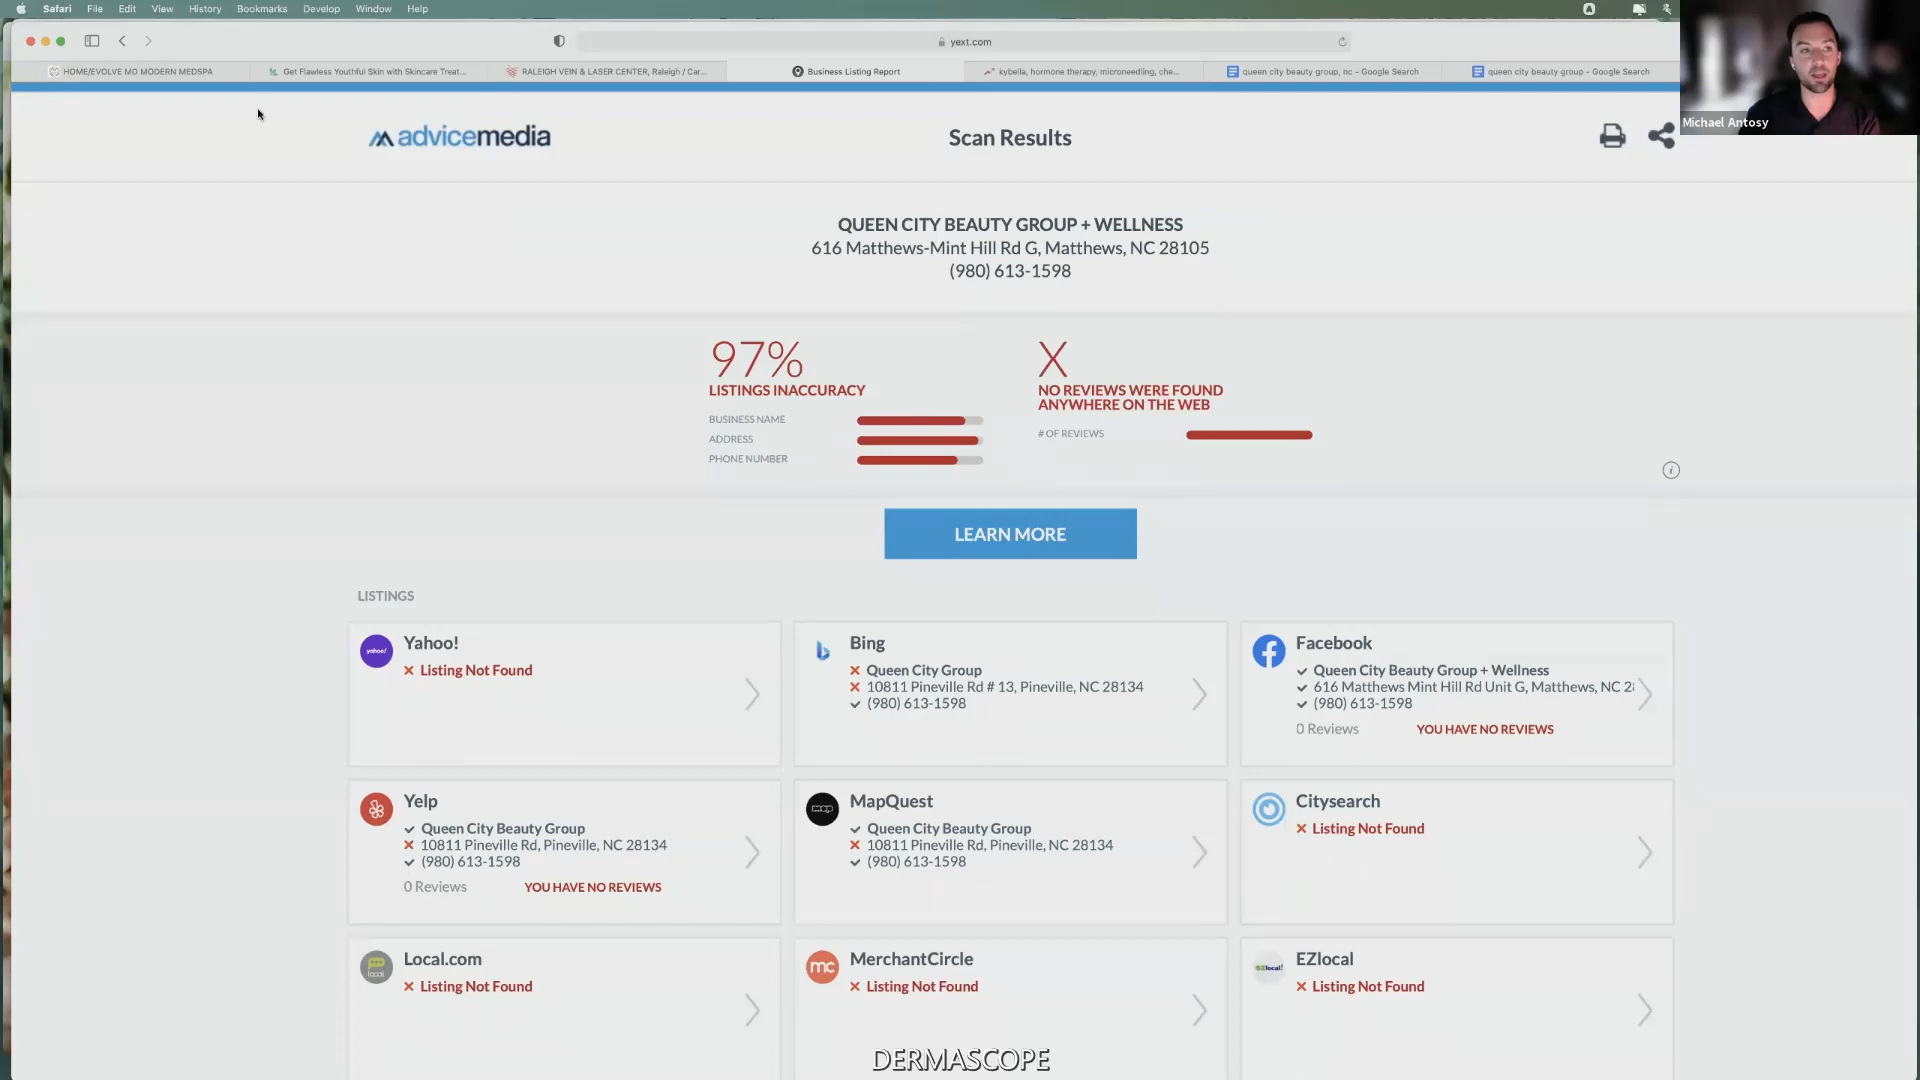 Safari File Edit View History Bookmarks Develop Window Help
yext.com
HOME/EVOLVE MD MODERN MEDSPA
Get Flawless Youthful Skin with Skincare Treat...
RALEIGH VEIN & LASER CENTER, Raleigh / Car...
Business Listing Report
kybella, hormone therapy, microneedling, che...
queen city beauty group, nc - Google Search
queen city beauty group - Google Search
Michael Antosy
advicemedia
Scan Results
QUEEN CITY BEAUTY GROUP + WELLNESS
616 Matthews-Mint Hill Rd G, Matthews, NC 28105
(980) 613-1598
97%
LISTINGS INACCURACY
BUSINESS NAME
ADDRESS
PHONE NUMBER
X
NO REVIEWS WERE FOUND
ANYWHERE ON THE WEB
# OF REVIEWS
LEARN MORE
LISTINGS
yahoo!
Yahoo!
Listing Not Found
Bing
Queen City Group
10811 Pineville Rd # 13, Pineville, NC 28134
(980) 613-1598
Facebook
Queen City Beauty Group + Wellness
616 Matthews Mint Hill Rd Unit G, Matthews, NC 2
(980) 613-1598
0 Reviews YOU HAVE NO REVIEWS
Yelp
Queen City Beauty Group
10811 Pineville Rd, Pineville, NC 28134
(980) 613-1598
0 Reviews YOU HAVE NO REVIEWS
MapQuest
Queen City Beauty Group
10811 Pineville Rd, Pineville, NC 28134
(980) 613-1598
Citysearch
Listing Not Found
local
Local.com
Listing Not Found
mc
MerchantCircle
Listing Not Found
EZlocal!
EZlocal
Listing Not Found
DERMASCOPE